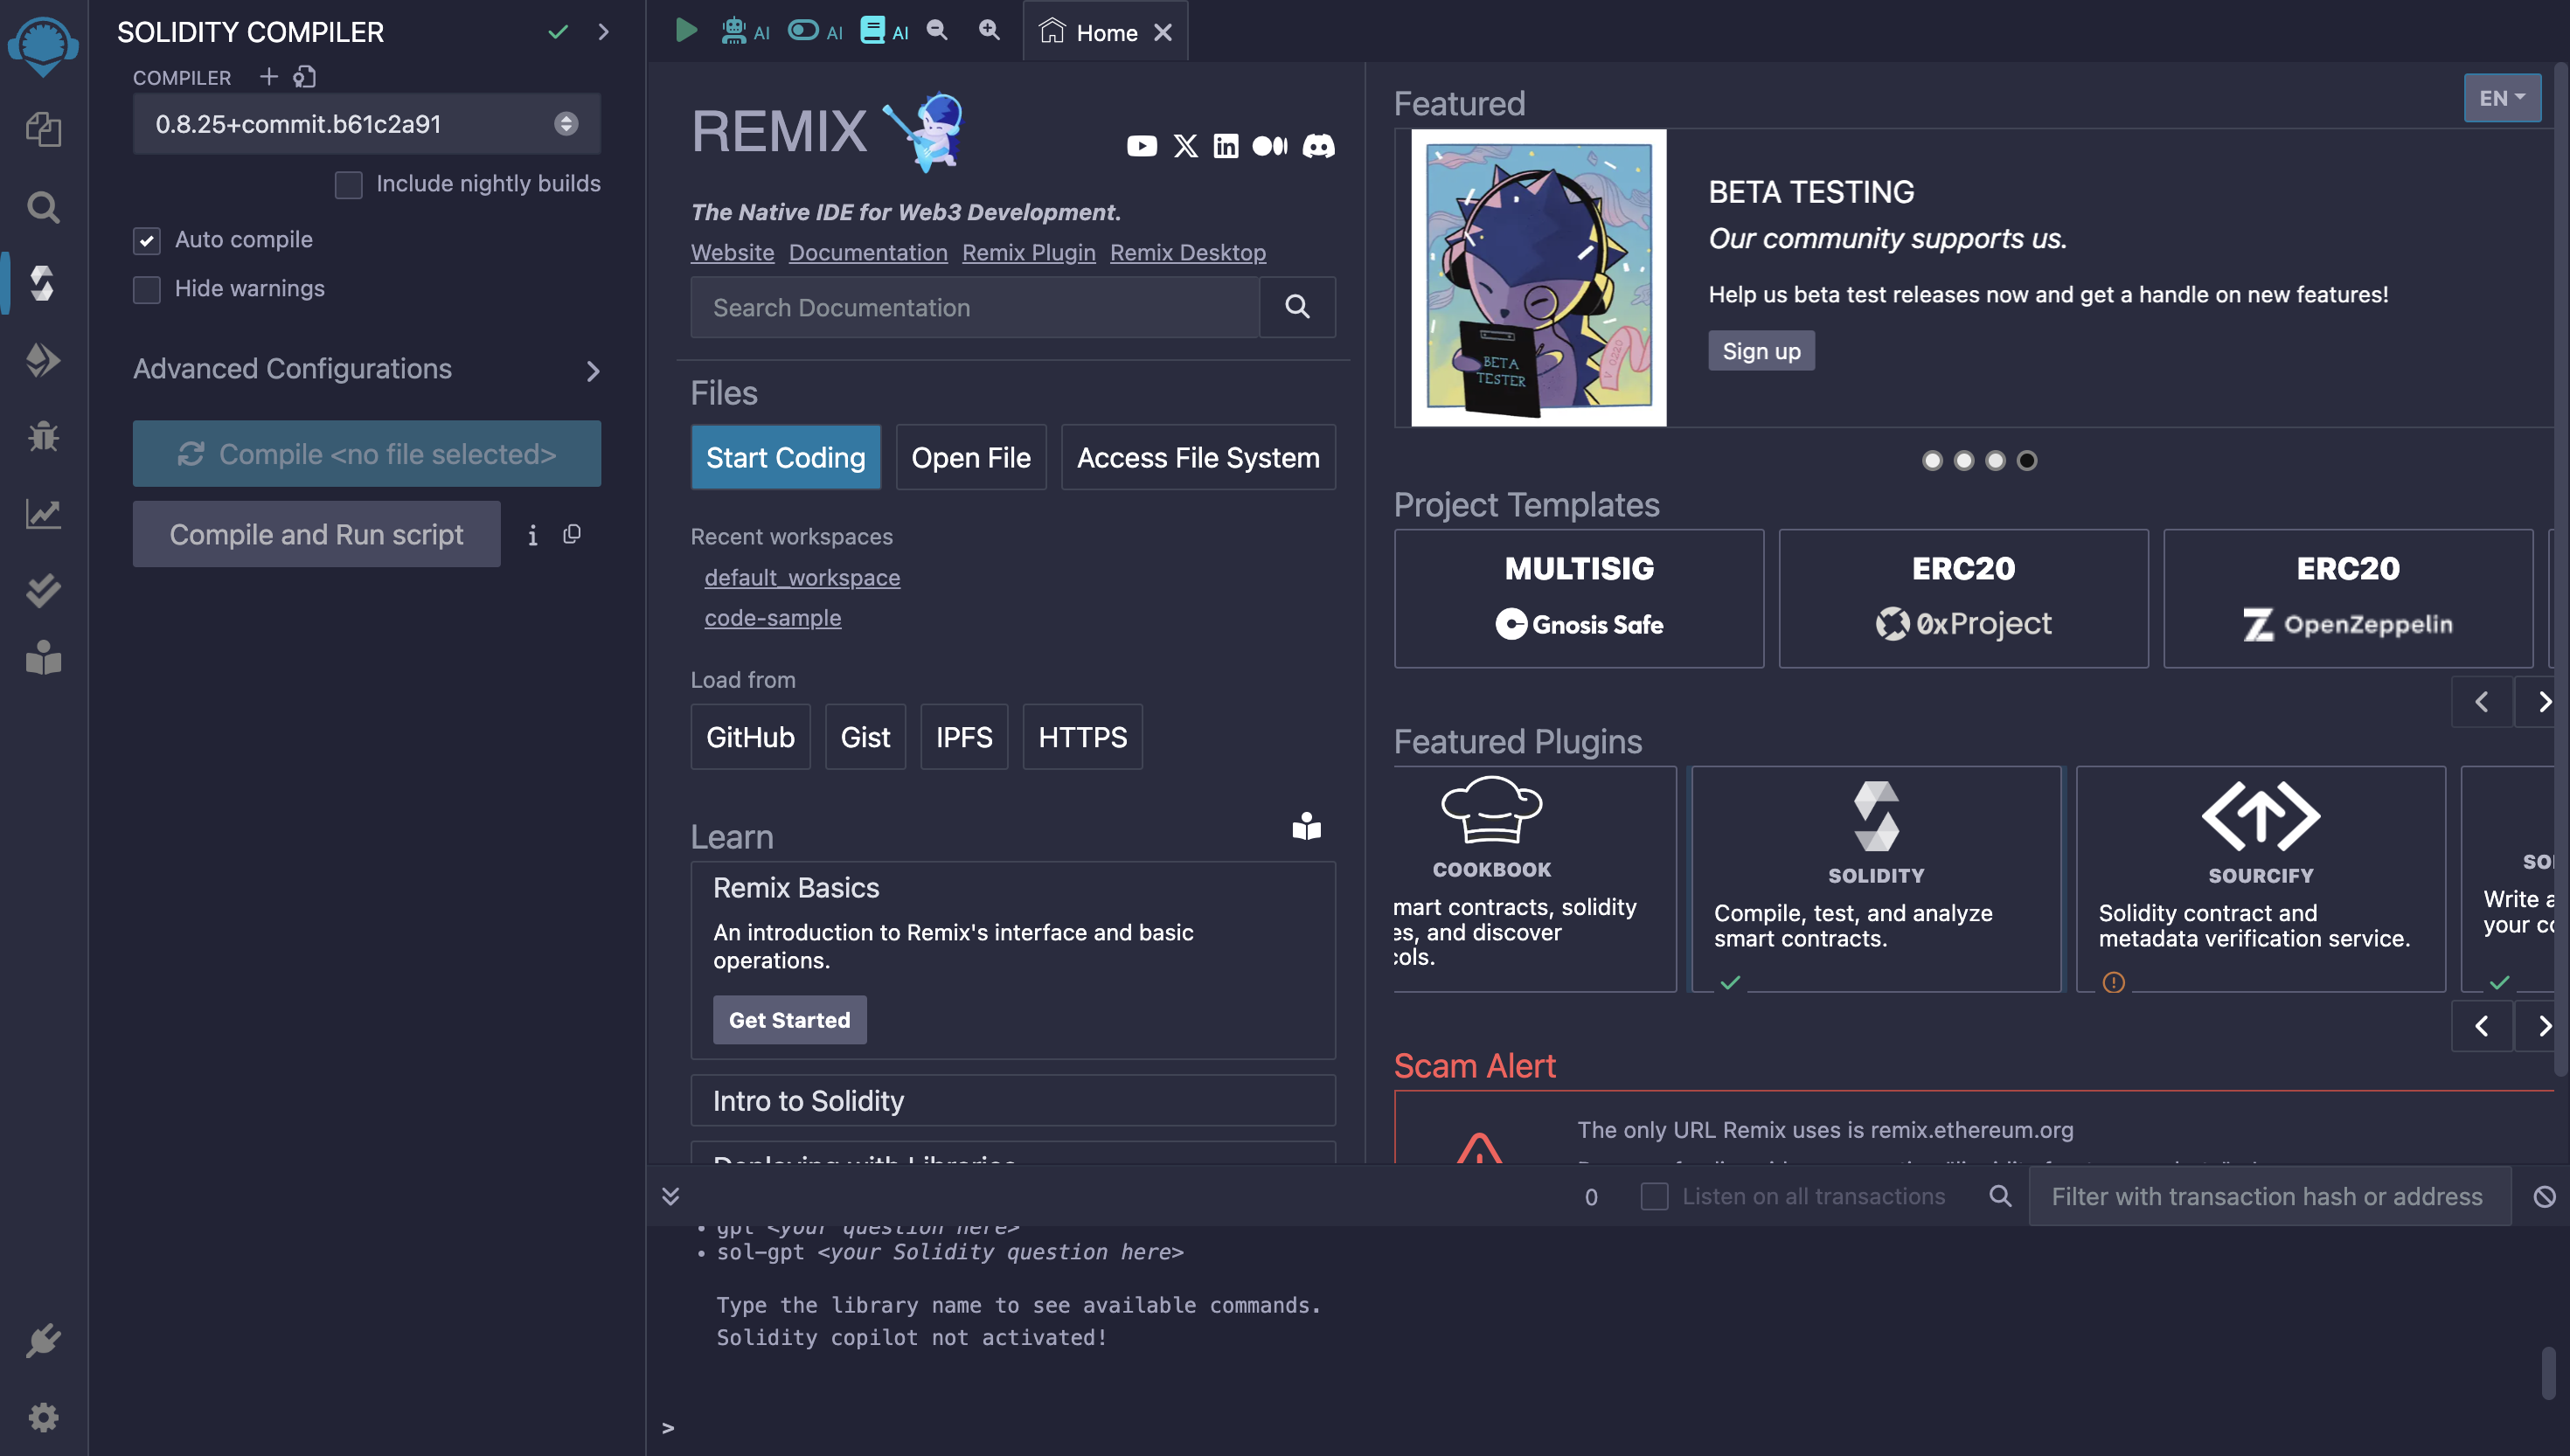 SOLIDITY COMPILER
COMPILER
0.8.25+commit.b61c2a91
Include nightly builds
Auto compile
Hide warnings
Advanced Configurations
Compile <no file selected>
Compile and Run script
AI
AI
AI
Home
REMIX
The Native IDE for Web3 Development.
Website Documentation Remix Plugin Remix Desktop
Search Documentation
Files
Start Coding
Open File
Access File System
Recent workspaces
default_workspace
code-sample
Load from
GitHub
Gist
IPFS
HTTPS
Learn
Remix Basics
An introduction to Remix's interface and basic
operations.
Get Started
Intro to Solidity
Deploying with Libraries
Featured
EN
BETA
TESTER
V 0220
BETA TESTING
Our community supports us.
Help us beta test releases now and get a handle on new features!
Sign up
Project Templates
MULTISIG
Gnosis Safe
ERC20
0xProject
ERC20
OpenZeppelin
Featured Plugins
COOKBOOK
mart contracts, solidity
es, and discover
cols.
SOLIDITY
Compile, test, and analyze
smart contracts.
SOURCIFY
Solidity contract and
metadata verification service.
SO
Write a
your co
Scam Alert
The only URL Remix uses is remix.ethereum.org
0
Listen on all transactions
Filter with transaction hash or address
• gpt <your question here>
• sol-gpt <your Solidity question here>
Type the library name to see available commands.
Solidity copilot not activated!
>